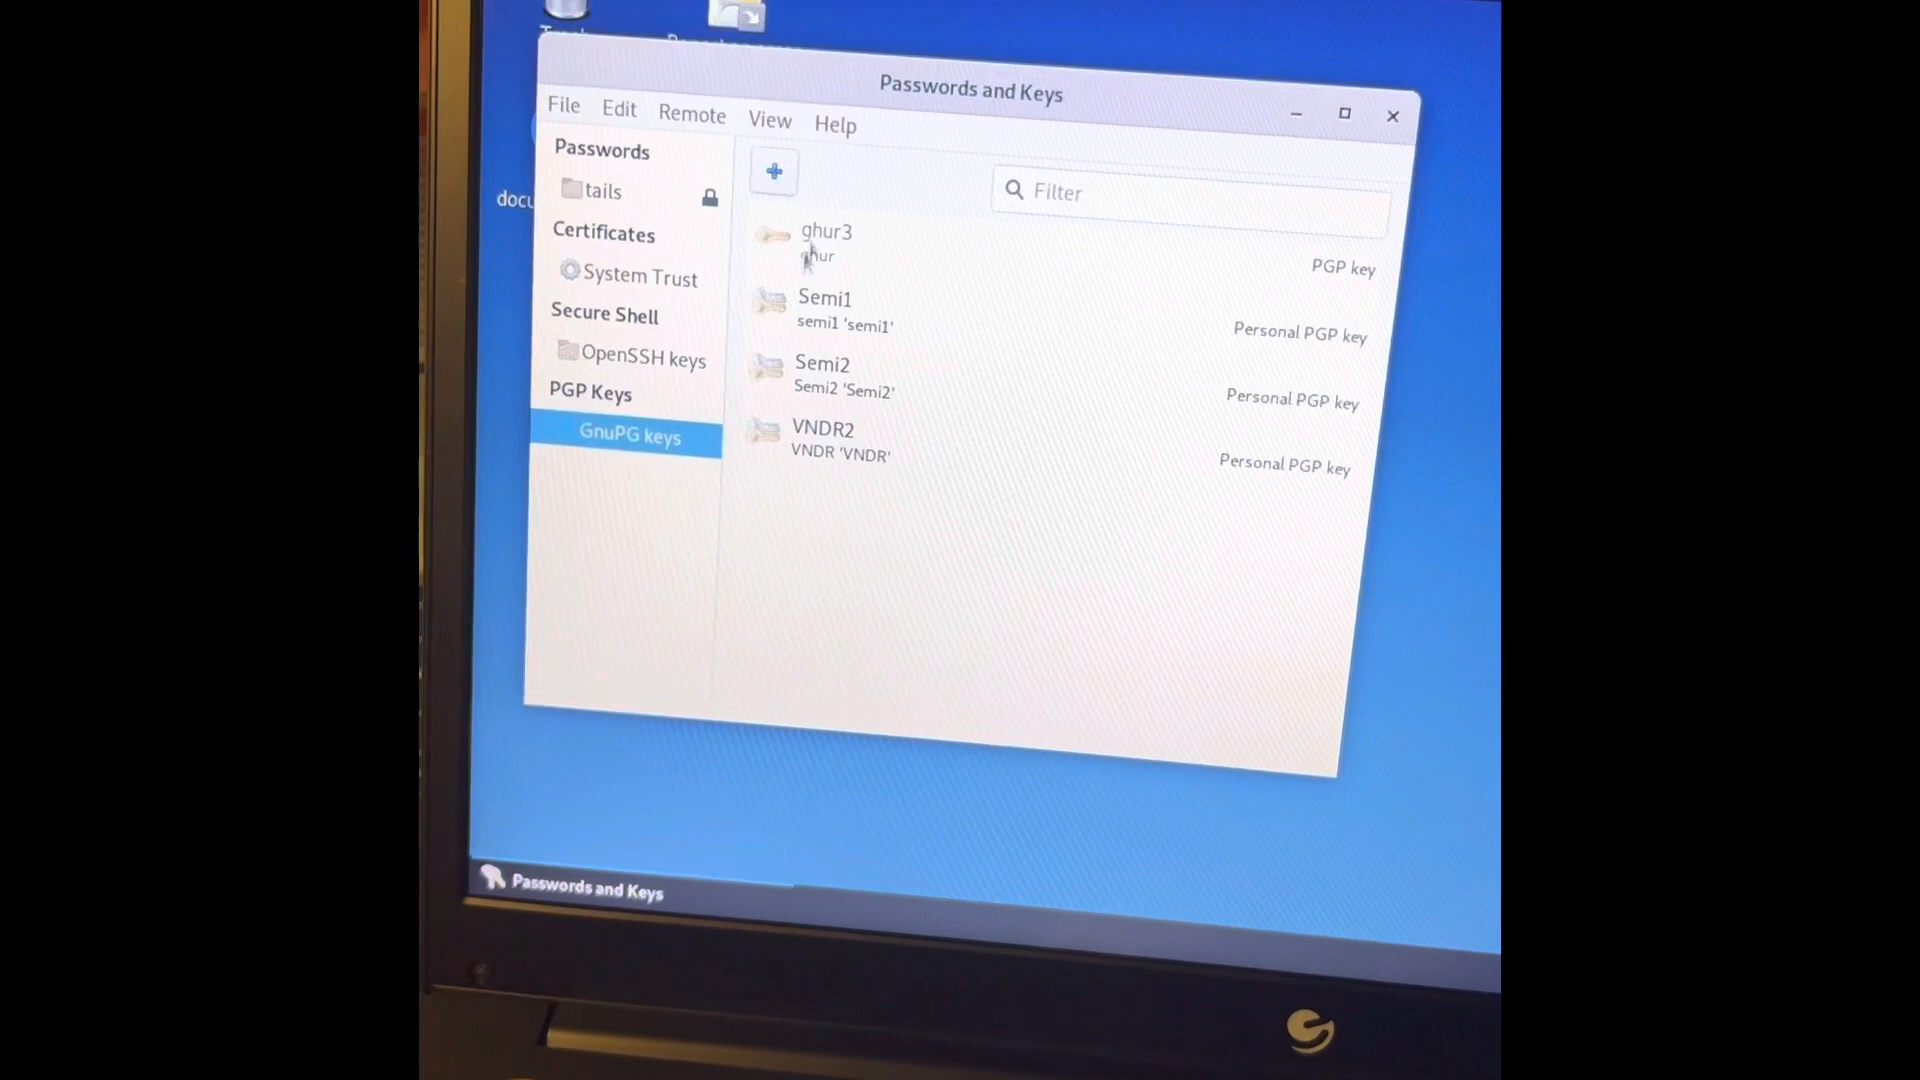 Passwords and Keys
File Edit Remote View Help
Passwords
tails
Certificates
System Trust
Secure Shell
OpenSSH keys
PGP Keys
GnuPG keys
Filter
ghur3
ghur
PGP key
Semi1
semi1 'semi1'
Personal PGP key
Semi2
Semi2 'Semi2'
Personal PGP key
VNDR2
VNDR 'VNDR'
Personal PGP key
docu
Passwords and Keys